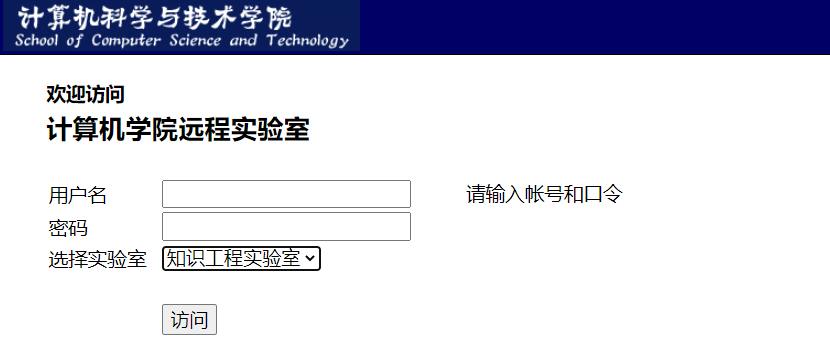 计算机科学与技术学院
School of Computer Science and Technology
欢迎访问
计算机学院远程实验室
用户名
请输入帐号和口令
密码
选择实验室 知识工程实验室
访问